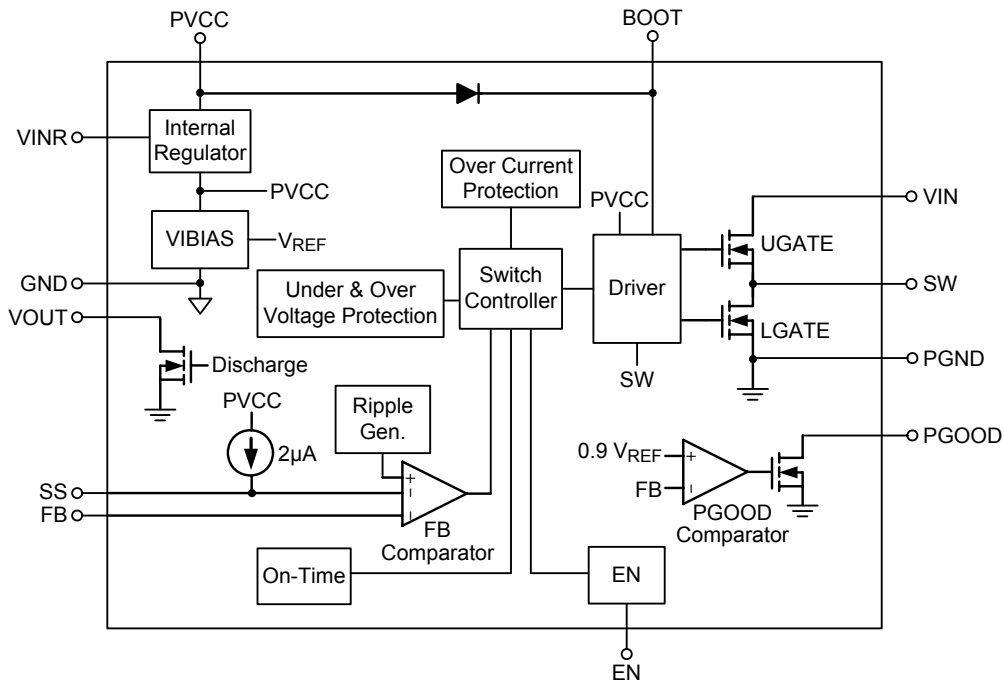 PVCC
BOOT
VINR
Internal
Regulator
PVCC
VIBIAS
VREF
GND
VOUT
Discharge
Over Current
Protection
Under & Over
Voltage Protection
Switch
Controller
PVCC
Driver
SW
UGATE
LGATE
VIN
SW
PGND
PGOOD
PVCC
2µA
Ripple
Gen.
SS
FB
+
-
-
FB
Comparator
0.9 VREF
FB
+
-
PGOOD
Comparator
On-Time
EN
EN